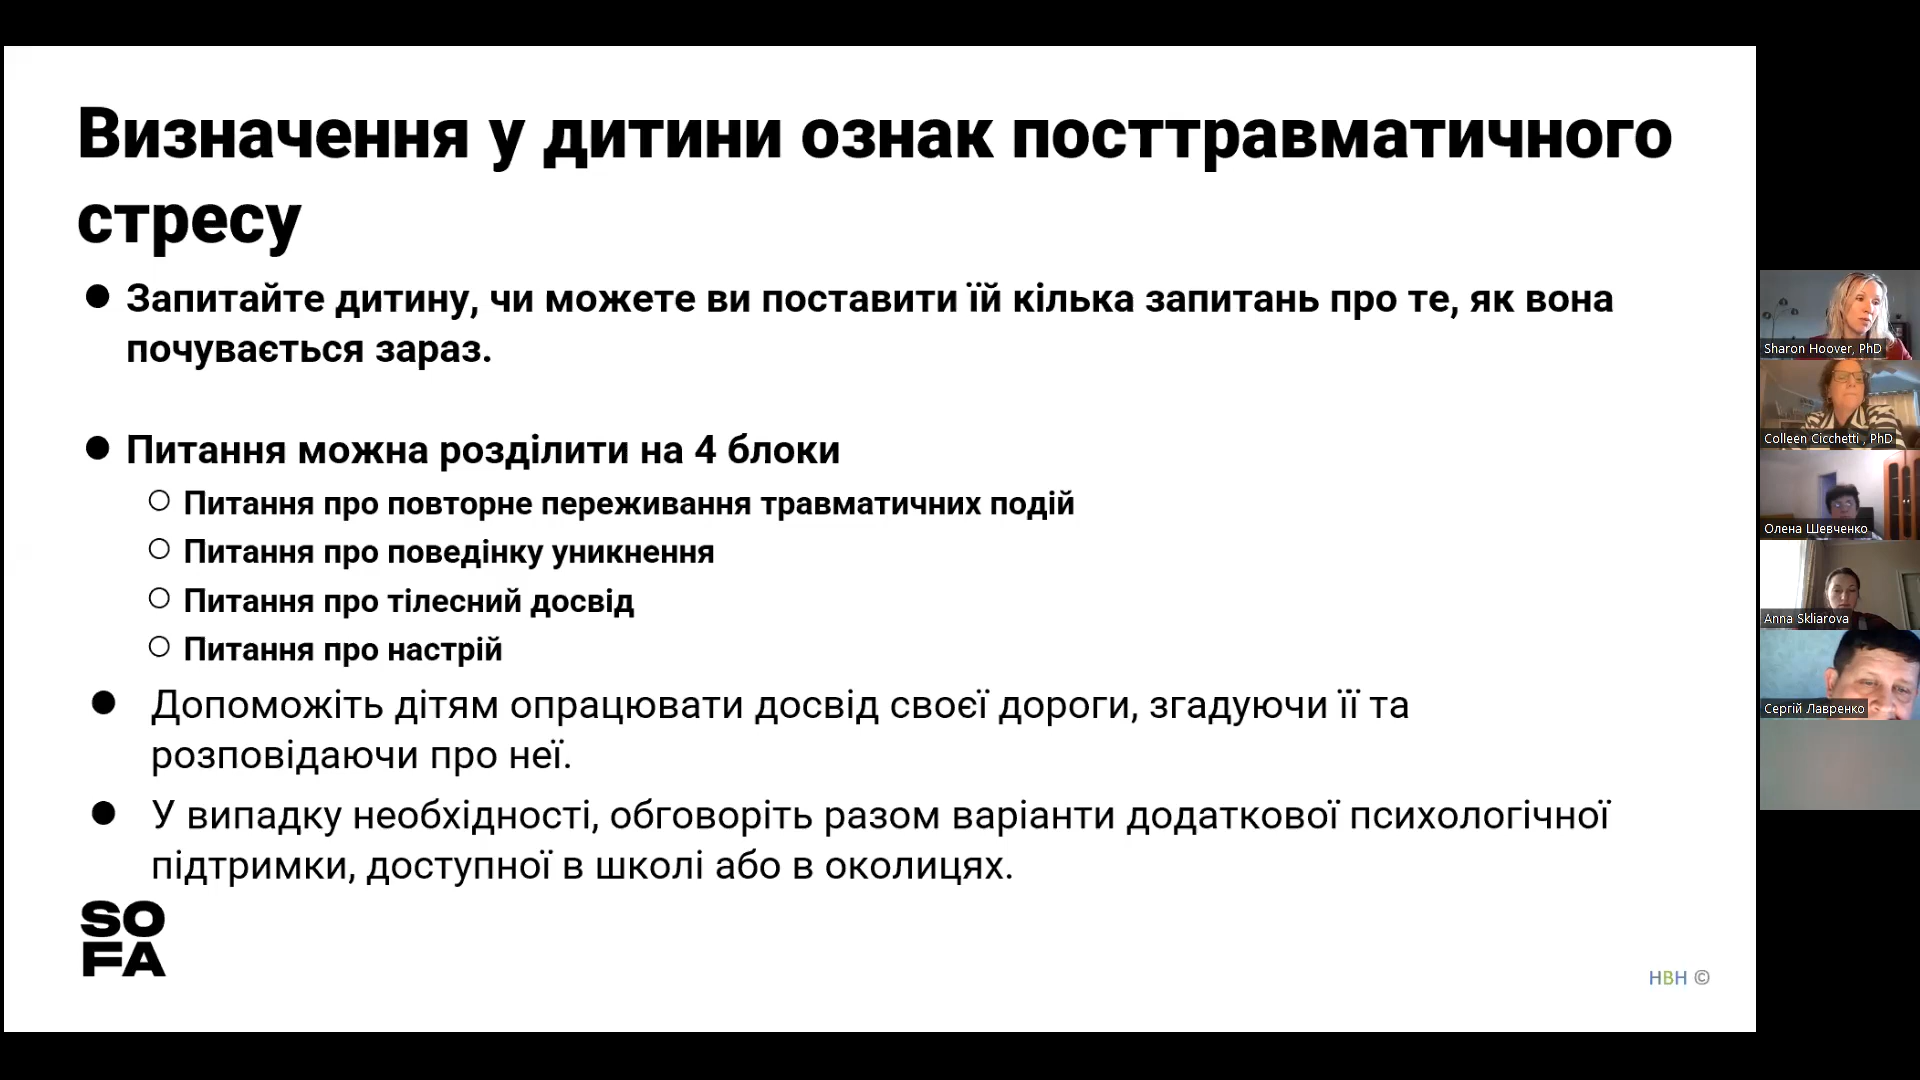 Визначення у дитини ознак посттравматичного
стресу
● Запитайте дитину, чи можете ви поставити їй кілька запитань про те, як вона
почувається зараз.
● Питання можна розділити на 4 блоки
○ Питання про повторне переживання травматичних подій
○ Питання про поведінку уникнення
○ Питання про тілесний досвід
○ Питання про настрій
● Допоможіть дітям опрацювати досвід своєї дороги, згадуючи її та
розповідаючи про неї.
● У випадку необхідності, обговоріть разом варіанти додаткової психологічної
підтримки, доступної в школі або в околицях.
SO
FA
HBH ©
Sharon Hoover, PhD
Colleen Cicchetti , PhD
Олена Шевченко
Anna Skliarova
Сергій Лавренко